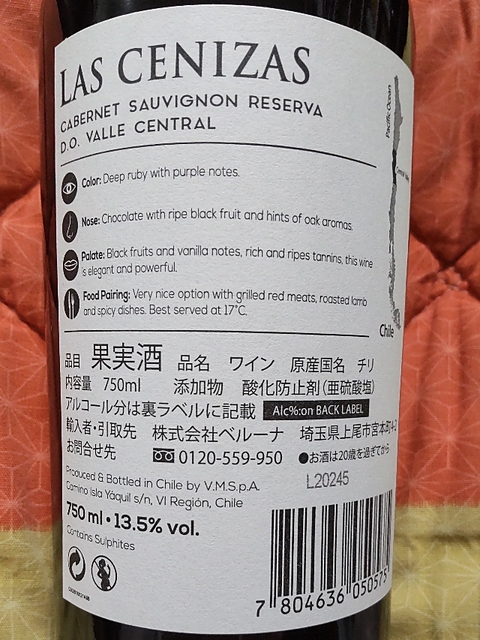 LAS CENIZAS
CABERNET SAUVIGNON RESERVA
D.O. VALLE CENTRAL
Pacific Ocean
Color: Deep ruby with purple notes.
Nose: Chocolate with ripe black fruit and hints of oak aromas.
Palate: Black fruits and vanilla notes, rich and ripes tannins, this wine
is elegant and powerful.
Food Pairing: Very nice option with grilled red meats, roasted lamb
and spicy dishes. Best served at 17°C.
Chile
品目 果実酒 品名 ワイン 原産国名 チリ
内容量 750ml 添加物 酸化防止剤(亜硫酸塩)
アルコール分は裏ラベルに記載 Alc%:on BACK LABEL
輸入者・引取先 株式会社ベルーナ 埼玉県上尾市宮本町4-2
お問合せ先 0120-559-950 ●お酒は20歳を過ぎてから
L20245
Produced & Bottled in Chile by V.M.S.p.A.
Camino Isla Yáquil s/n, VI Región, Chile
750 ml • 13.5% vol.
Contains Sulphites
7 804636 050575